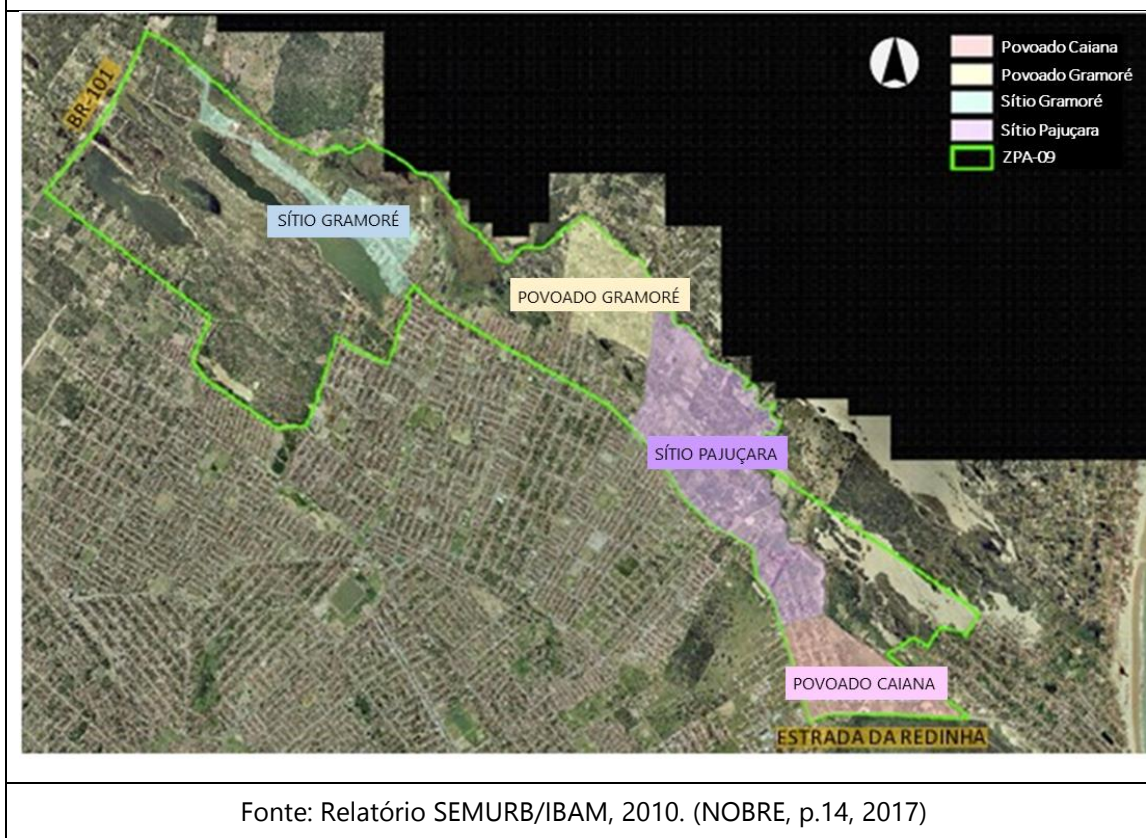 Povoado Caiana
Povoado Gramoré
Sítio Gramoré
Sítio Pajuçara
ZPA-09
BR-101
SÍTIO GRAMORÉ
POVOADO GRAMORÉ
SÍTIO PAJUÇARA
POVOADO CAIANA
ESTRADA DA REDINHA
Fonte: Relatório SEMURB/IBAM, 2010. (NOBRE, p.14, 2017)